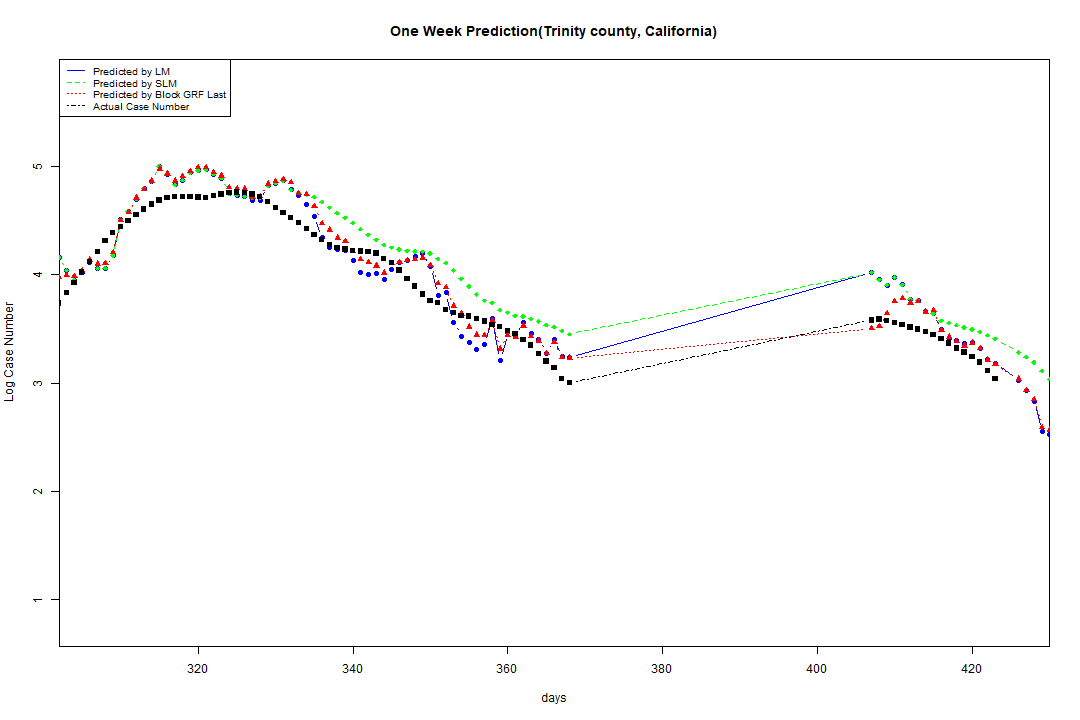 One Week Prediction(Trinity county, California)
Predicted by LM
Predicted by SLM
Predicted by Block GRF Last
Actual Case Number
5
4
3
2
1
Log Case Number
320 340 360 380 400 420
days